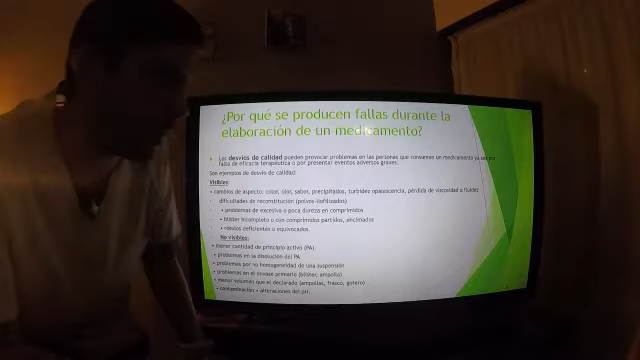 ¿Por qué se producen fallas durante la
elaboración de un medicamento?
Los desvíos de calidad pueden provocar problemas en las personas que consumen un medicamento ya sea por
falta de eficacia terapéutica o por presentar eventos adversos graves.
Son ejemplos de desvío de calidad:
Visibles:
• cambios de aspecto: color, olor, sabor, precipitados, turbidez opalescencia, pérdida de viscosidad o fluidez
dificultades de reconstitución (polvos-liofilizados)
• problemas de excesiva o poca dureza en comprimidos
• blíster incompleto o con comprimidos partidos, encimados
• rótulos deficientes o equivocados.
No visibles:
• menor cantidad de principio activo (PA)
• problemas en la disolución del PA
• problemas por no homogeneidad de una suspensión
• problemas en el envase primario (blíster, ampolla)
• menor volumen que el declarado (ampollas, frasco, gotero)
• contaminación • alteraciones del pH.